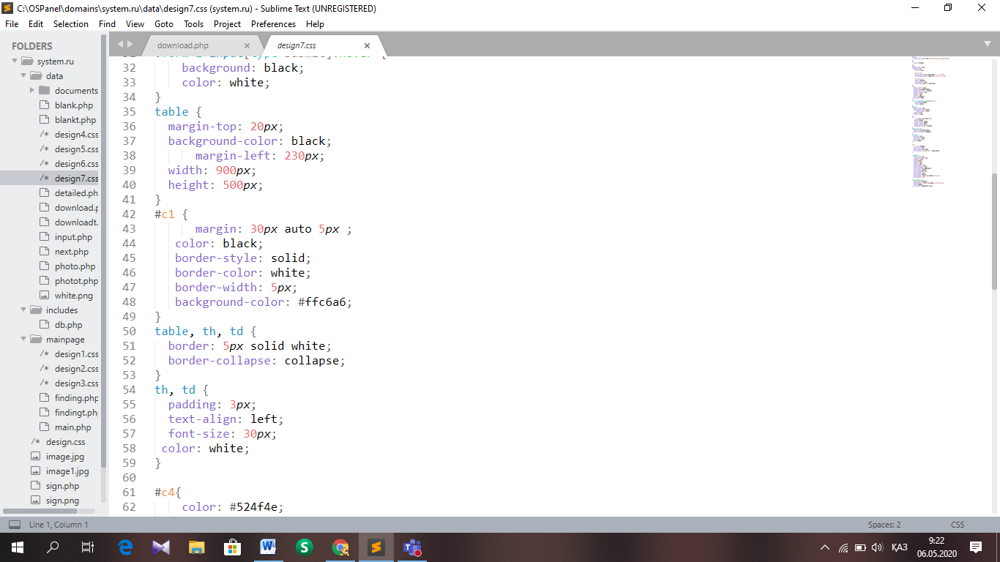 C:\OSPanel\domains\system.ru\data\design7.css (system.ru) - Sublime Text (UNREGISTERED)
File Edit Selection Find View Goto Tools Project Preferences Help
FOLDERS
system.ru
data
documents
blank.php
blankt.php
design4.css
design5.css
design6.css
design7.css
detailed.ph
download.p
downloadt.
input.php
next.php
photo.php
photot.php
white.png
includes
db.php
mainpage
design1.css
design2.css
design3.css
finding.php
findingt.ph
main.php
design.css
image.jpg
image1.jpg
sign.php
sign.png
download.php design7.css
32 background: black;
33 color: white;
34 }
35 table {
36 margin-top: 20px;
37 background-color: black;
38 margin-left: 230px;
39 width: 900px;
40 height: 500px;
41 }
42 #c1 {
43 margin: 30px auto 5px ;
44 color: black;
45 border-style: solid;
46 border-color: white;
47 border-width: 5px;
48 background-color: #ffc6a6;
49 }
50 table, th, td {
51 border: 5px solid white;
52 border-collapse: collapse;
53 }
54 th, td {
55 padding: 3px;
56 text-align: left;
57 font-size: 30px;
58 color: white;
59 }
60
61 #c4{
62 color: #524f4e;
Line 1, Column 1 Spaces: 2 CSS
ҚАЗ 9:22
06.05.2020